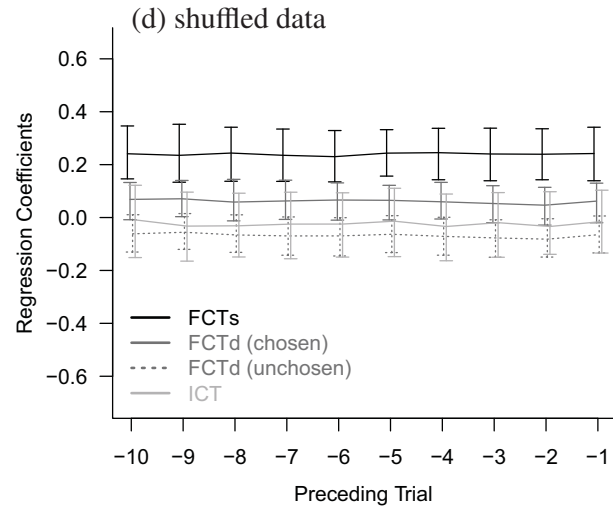 (d) shuffled data
Regression Coefficients
0.6
0.4
0.2
0.0
−0.2
−0.4
−0.6
FCTs
FCTd (chosen)
FCTd (unchosen)
ICT
−10 −9 −8 −7 −6 −5 −4 −3 −2 −1
Preceding Trial